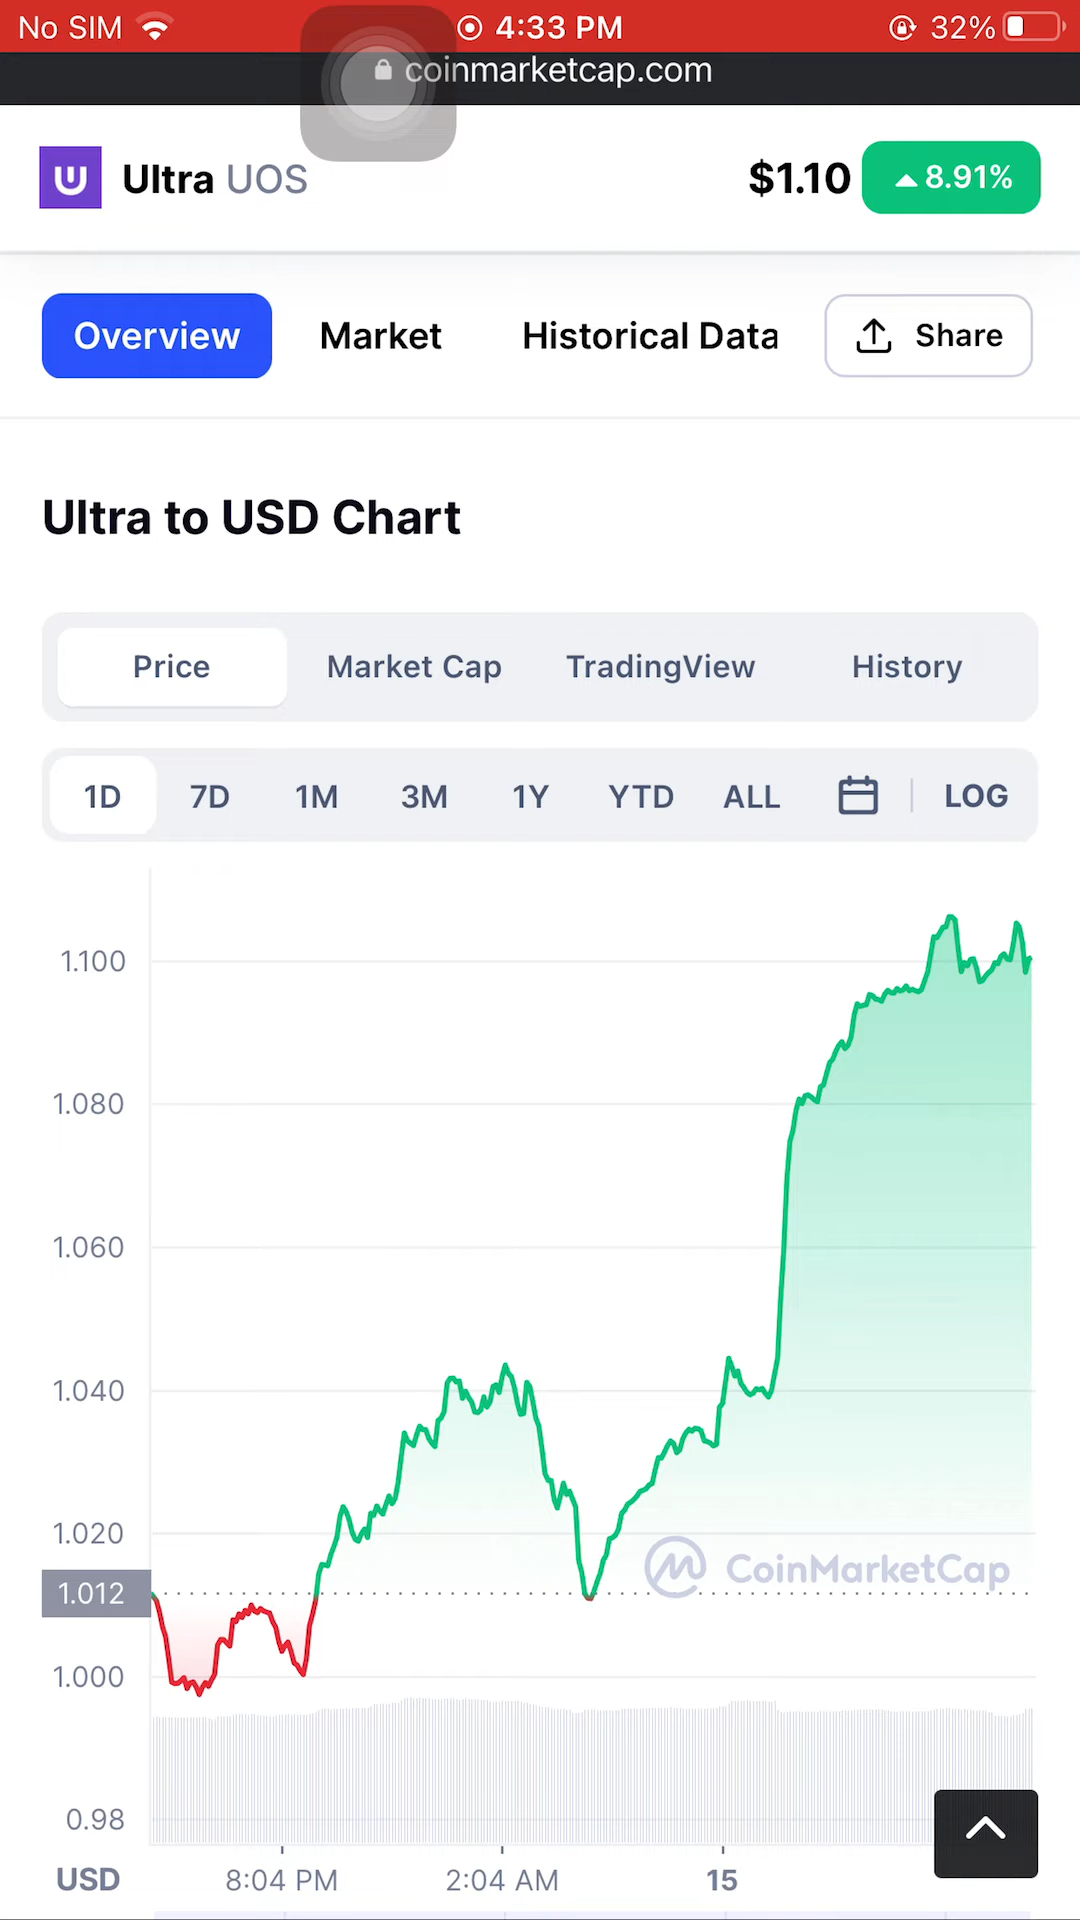 No SIM 4:33 PM 32%
coinmarketcap.com
Ultra UOS $1.10 8.91%
Overview Market Historical Data Share
Ultra to USD Chart
Price Market Cap TradingView History
1D 7D 1M 3M 1Y YTD ALL LOG
1.100
1.080
1.060
1.040
1.020
CoinMarketCap
1.012
1.000
0.98
USD 8:04 PM 2:04 AM 15